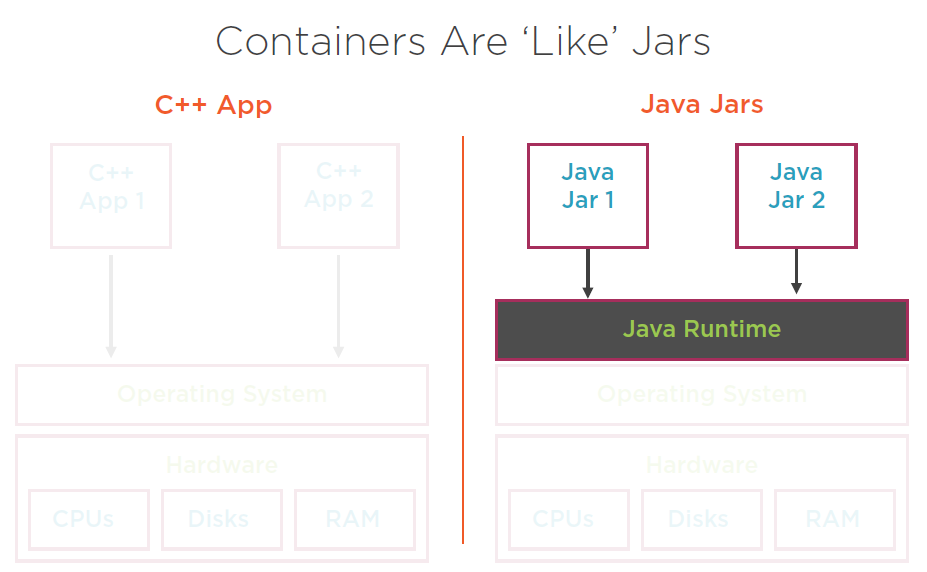 Containers Are ‘Like’ Jars
C++ App
C++
App 1
C++
App 2
Operating System
Hardware
CPUs
Disks
RAM
Java Jars
Java
Jar 1
Java
Jar 2
Java Runtime
Operating System
Hardware
CPUs
Disks
RAM